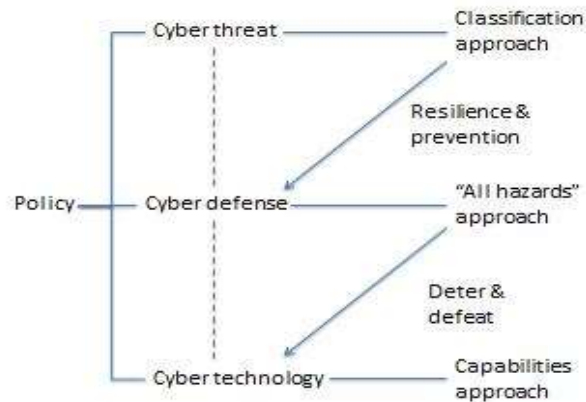 Cyber threat
Classification
approach
Resilience &
prevention
Policy
Cyber defense
“All hazards”
approach
Deter &
defeat
Cyber technology
Capabilities
approach